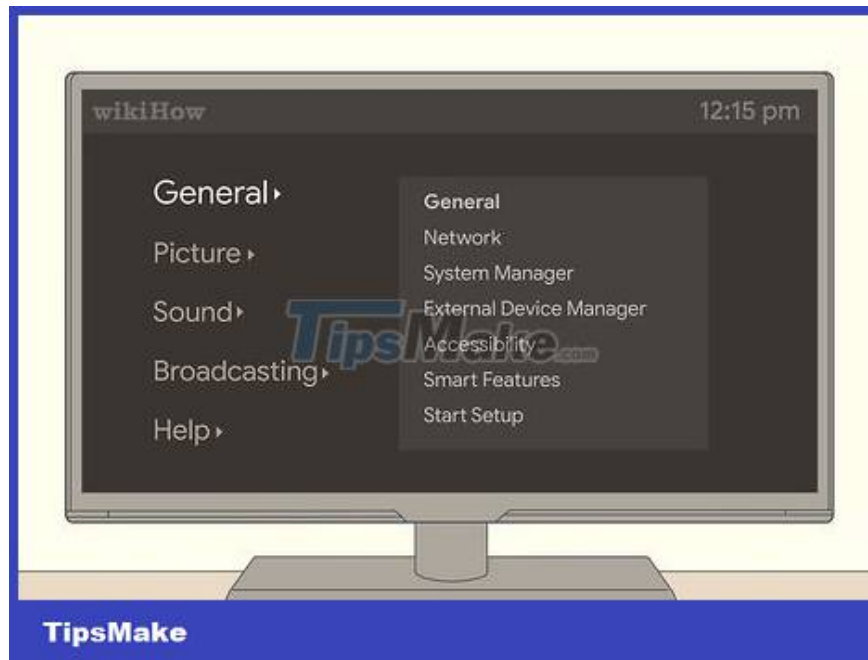 wikiHow
12:15 pm
General
Picture
Sound
Broadcasting
Help
General
Network
System Manager
External Device Manager
Accessibility
Smart Features
Start Setup
TipsMake.com
TipsMake